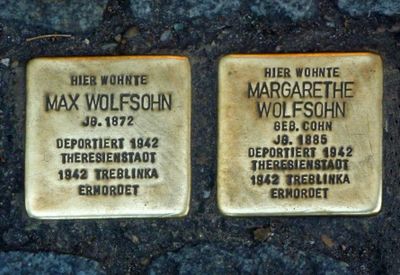 HIER WOHNTE
MAX WOLFSOHN
JG. 1872
DEPORTIERT 1942
THERESIENSTADT
1942 TREBLINKA
ERMORDET
HIER WOHNTE
MARGARETHE
WOLFSOHN
GEB. COHN
JG. 1885
DEPORTIERT 1942
THERESIENSTADT
1942 TREBLINKA
ERMORDET